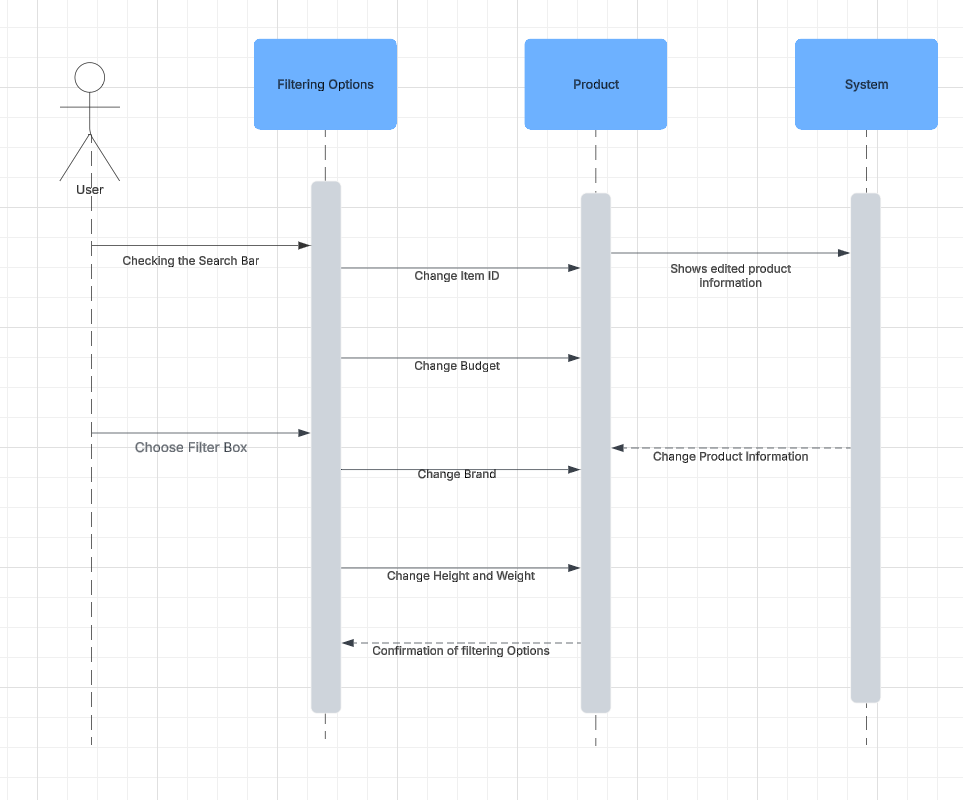 Filtering Options
Product
System
User
Checking the Search Bar
Change Item ID
Shows edited product
information
Change Budget
Choose Filter Box
Change Product Information
Change Brand
Change Height and Weight
Confirmation of filtering Options